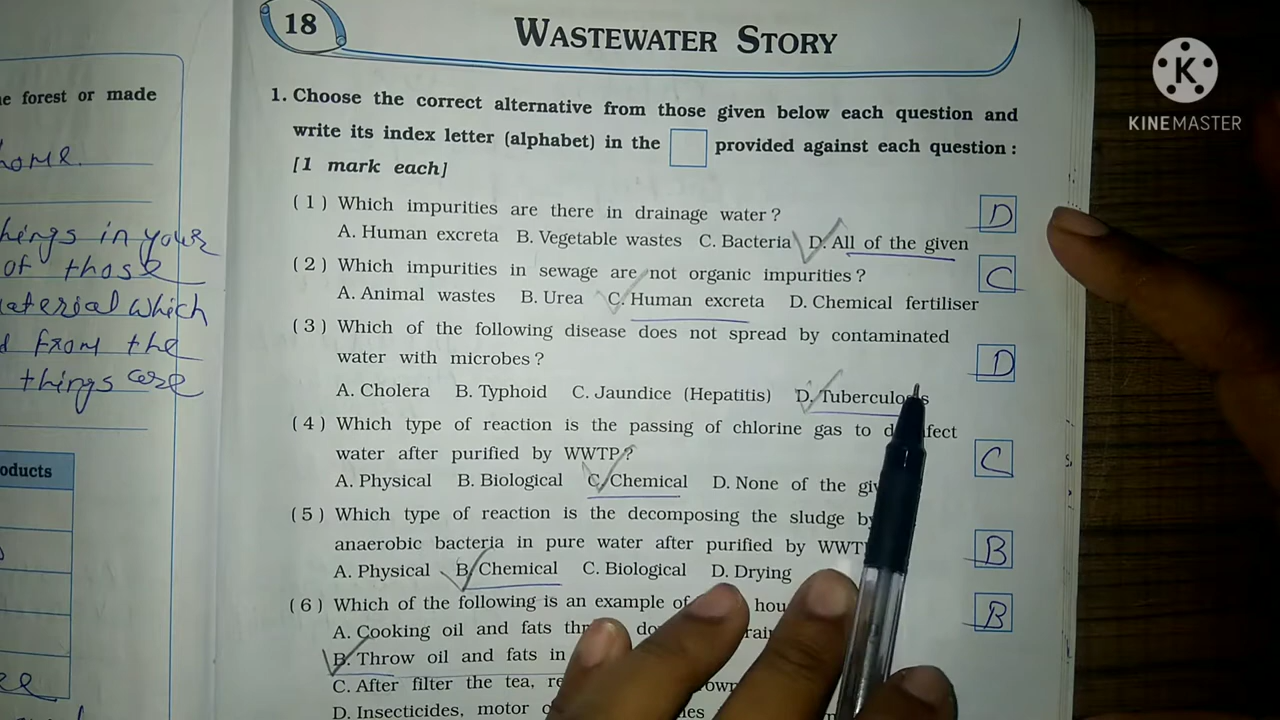 18
WASTEWATER STORY
K
KINEMASTER
e forest or made
home.
hings in your
of those
aterial which
d from the
things are
oducts
1. Choose the correct alternative from those given below each question and
write its index letter (alphabet) in the provided against each question :
[1 mark each]
(1) Which impurities are there in drainage water ? D
A. Human excreta B. Vegetable wastes C. Bacteria D. All of the given
(2) Which impurities in sewage are not organic impurities ? C
A. Animal wastes B. Urea C. Human excreta D. Chemical fertiliser
(3) Which of the following disease does not spread by contaminated
water with microbes ? D
A. Cholera B. Typhoid C. Jaundice (Hepatitis) D. Tuberculosis
(4) Which type of reaction is the passing of chlorine gas to
water after purified by WWTP ? C
A. Physical B. Biological C. Chemical D. None of the
(5) Which type of reaction is the decomposing the sludge
anaerobic bacteria in pure water after purified by B
A. Physical B. Chemical C. Biological D. Drying
(6) Which of the following is an example of B
A. Cooking oil and fats
B. Throw oil and fats in
C. After filter the tea,
D. Insecticides, motor